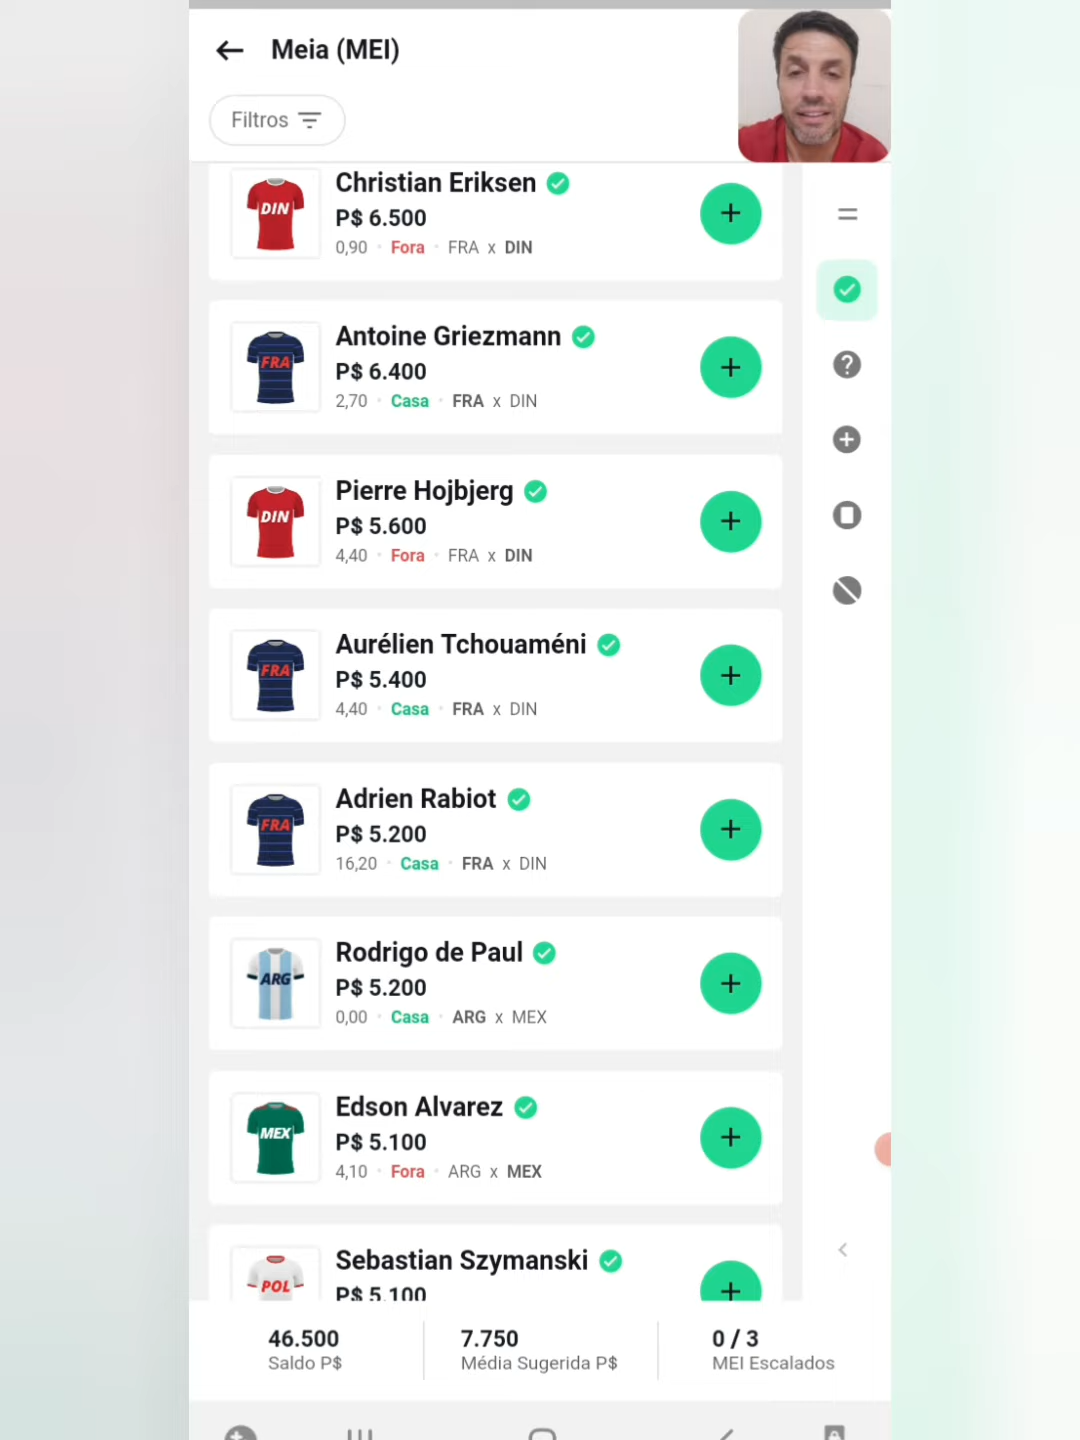 Meia (MEI)
Filtros
DIN
Christian Eriksen
P$ 6.500
0,90 · Fora · FRA x DIN
FRA
Antoine Griezmann
P$ 6.400
2,70 · Casa · FRA x DIN
DIN
Pierre Hojbjerg
P$ 5.600
4,40 · Fora · FRA x DIN
FRA
Aurélien Tchouaméni
P$ 5.400
4,40 · Casa · FRA x DIN
FRA
Adrien Rabiot
P$ 5.200
16,20 · Casa · FRA x DIN
ARG
Rodrigo de Paul
P$ 5.200
0,00 · Casa · ARG x MEX
MEX
Edson Alvarez
P$ 5.100
4,10 · Fora · ARG x MEX
POL
Sebastian Szymanski
P$ 5.100
46.500
Saldo P$
7.750
Média Sugerida P$
0 / 3
MEI Escalados